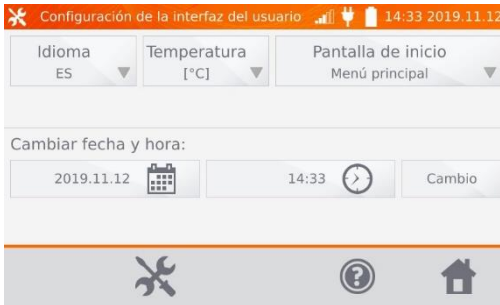 Configuración de la interfaz del usuario 14:33 2019.11.12
Idioma Temperatura Pantalla de inicio
ES [°C] Menú principal
Cambiar fecha y hora:
2019.11.12 14:33 Cambio
?